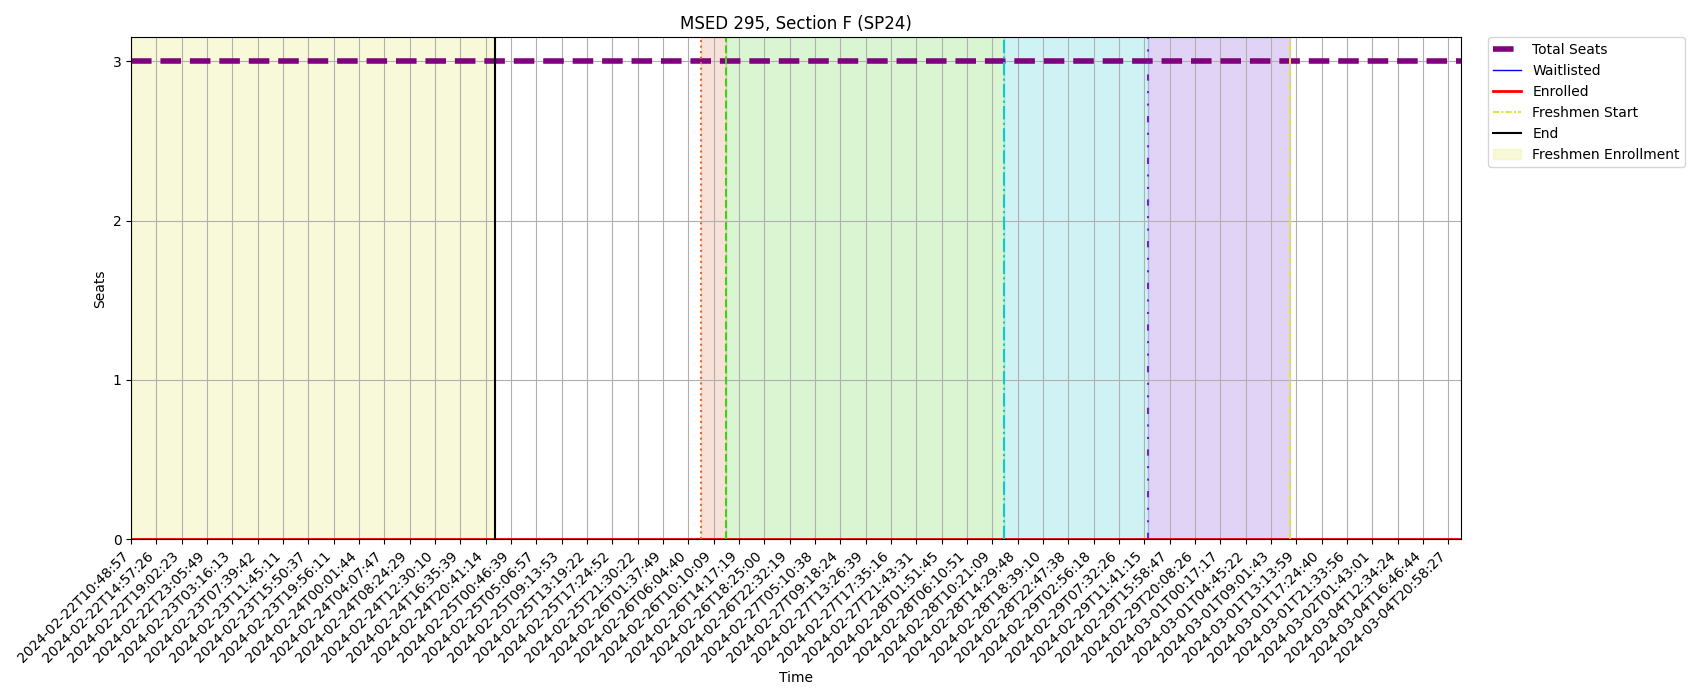 MSED 295, Section F (SP24)
Total Seats
Waitlisted
Enrolled
Freshmen Start
End
Freshmen Enrollment
3
2
1
0
Seats
2024-02-22T10:48:57
2024-02-22T14:57:26
2024-02-22T19:02:23
2024-02-22T23:05:49
2024-02-23T03:16:13
2024-02-23T07:39:42
2024-02-23T11:45:11
2024-02-23T15:50:37
2024-02-23T19:56:11
2024-02-24T00:01:44
2024-02-24T04:07:47
2024-02-24T08:24:29
2024-02-24T12:30:10
2024-02-24T16:35:39
2024-02-24T20:41:14
2024-02-25T00:46:39
2024-02-25T05:06:57
2024-02-25T09:13:53
2024-02-25T13:19:22
2024-02-25T17:24:52
2024-02-25T21:30:22
2024-02-26T01:37:49
2024-02-26T06:04:40
2024-02-26T10:10:09
2024-02-26T14:17:19
2024-02-26T18:25:00
2024-02-26T22:32:19
2024-02-27T05:10:38
2024-02-27T09:18:24
2024-02-27T13:26:39
2024-02-27T17:35:16
2024-02-27T21:43:31
2024-02-28T01:51:45
2024-02-28T06:10:51
2024-02-28T10:21:09
2024-02-28T14:29:48
2024-02-28T18:39:10
2024-02-28T22:47:38
2024-02-29T02:56:18
2024-02-29T07:32:26
2024-02-29T11:41:15
2024-02-29T15:58:47
2024-02-29T20:08:26
2024-03-01T00:17:17
2024-03-01T04:45:22
2024-03-01T09:01:43
2024-03-01T13:13:59
2024-03-01T17:24:40
2024-03-01T21:33:56
2024-03-02T01:43:01
2024-03-04T12:34:24
2024-03-04T16:46:44
2024-03-04T20:58:27
Time